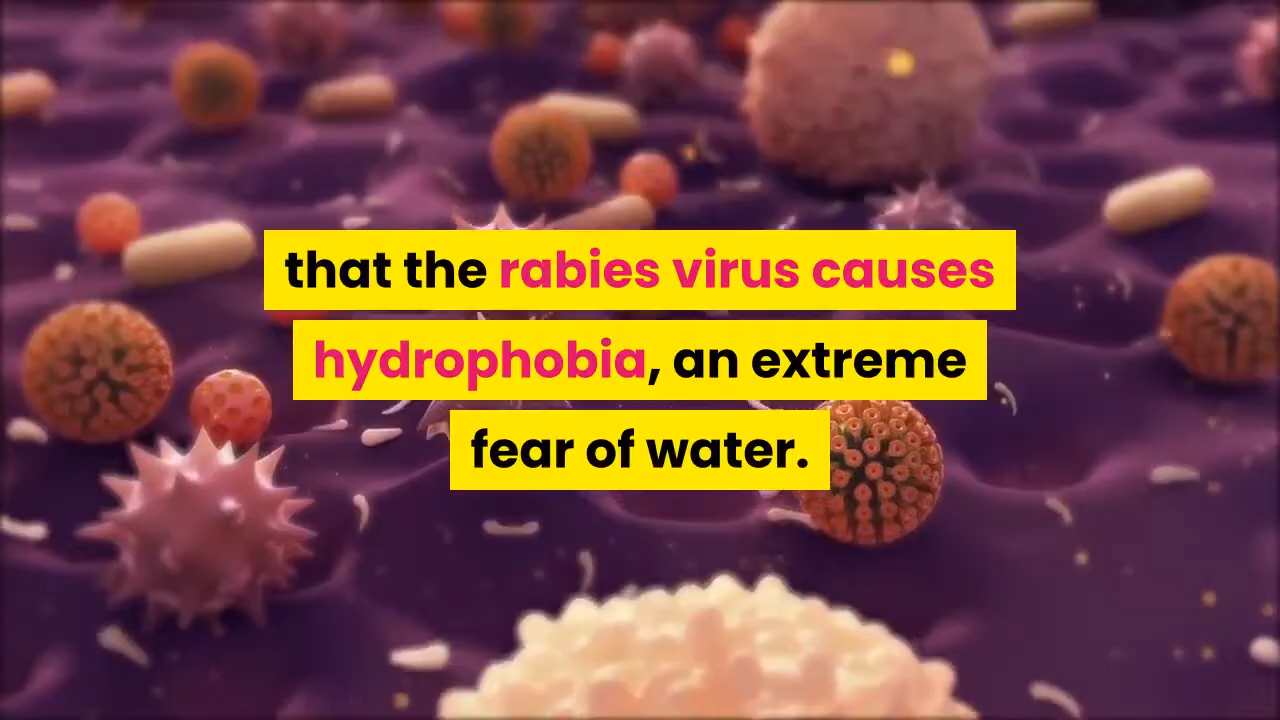 that the rabies virus causes
hydrophobia, an extreme
fear of water.